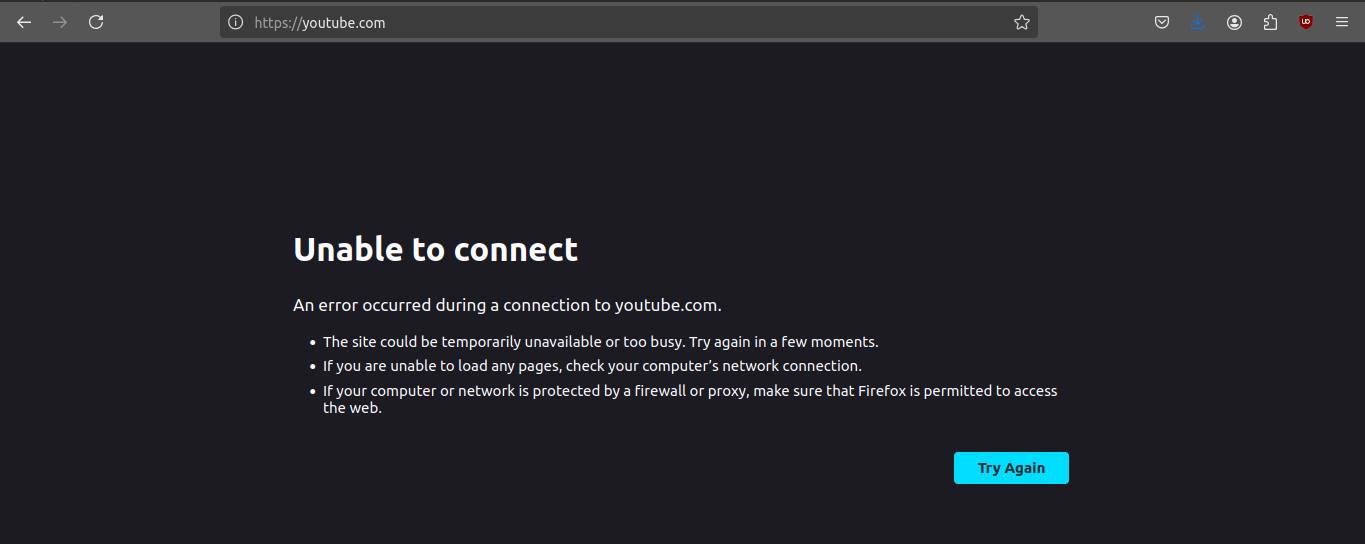 https://youtube.com
Unable to connect
An error occurred during a connection to youtube.com.
• The site could be temporarily unavailable or too busy. Try again in a few moments.
• If you are unable to load any pages, check your computer’s network connection.
• If your computer or network is protected by a firewall or proxy, make sure that Firefox is permitted to access
the web.
Try Again